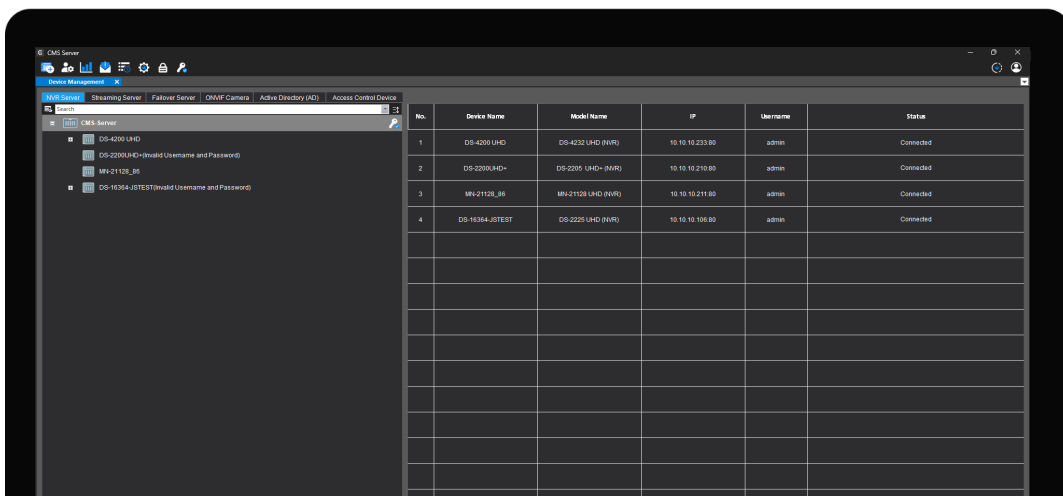 CMS Server
Device Management X
NVR Server Streaming Server Failover Server ONVIF Camera Active Directory (AD) Access Control Device
Search
CMS-Server
DS-4200 UHD
DS-2200UHD+(Invalid Username and Password)
MN-21128_86
DS-16364-JSTEST(Invalid Username and Password)
No. Device Name Model Name IP Username Status
1 DS-4200 UHD DS-4232 UHD (NVR) 10.10.10.233:80 admin Connected
2 DS-2200UHD+ DS-2205 UHD+ (NVR) 10.10.10.210:80 admin Connected
3 MN-21128_86 MN-21128 UHD (NVR) 10.10.10.211:80 admin Connected
4 DS-16364-JSTEST DS-2225 UHD (NVR) 10.10.10.106:80 admin Connected